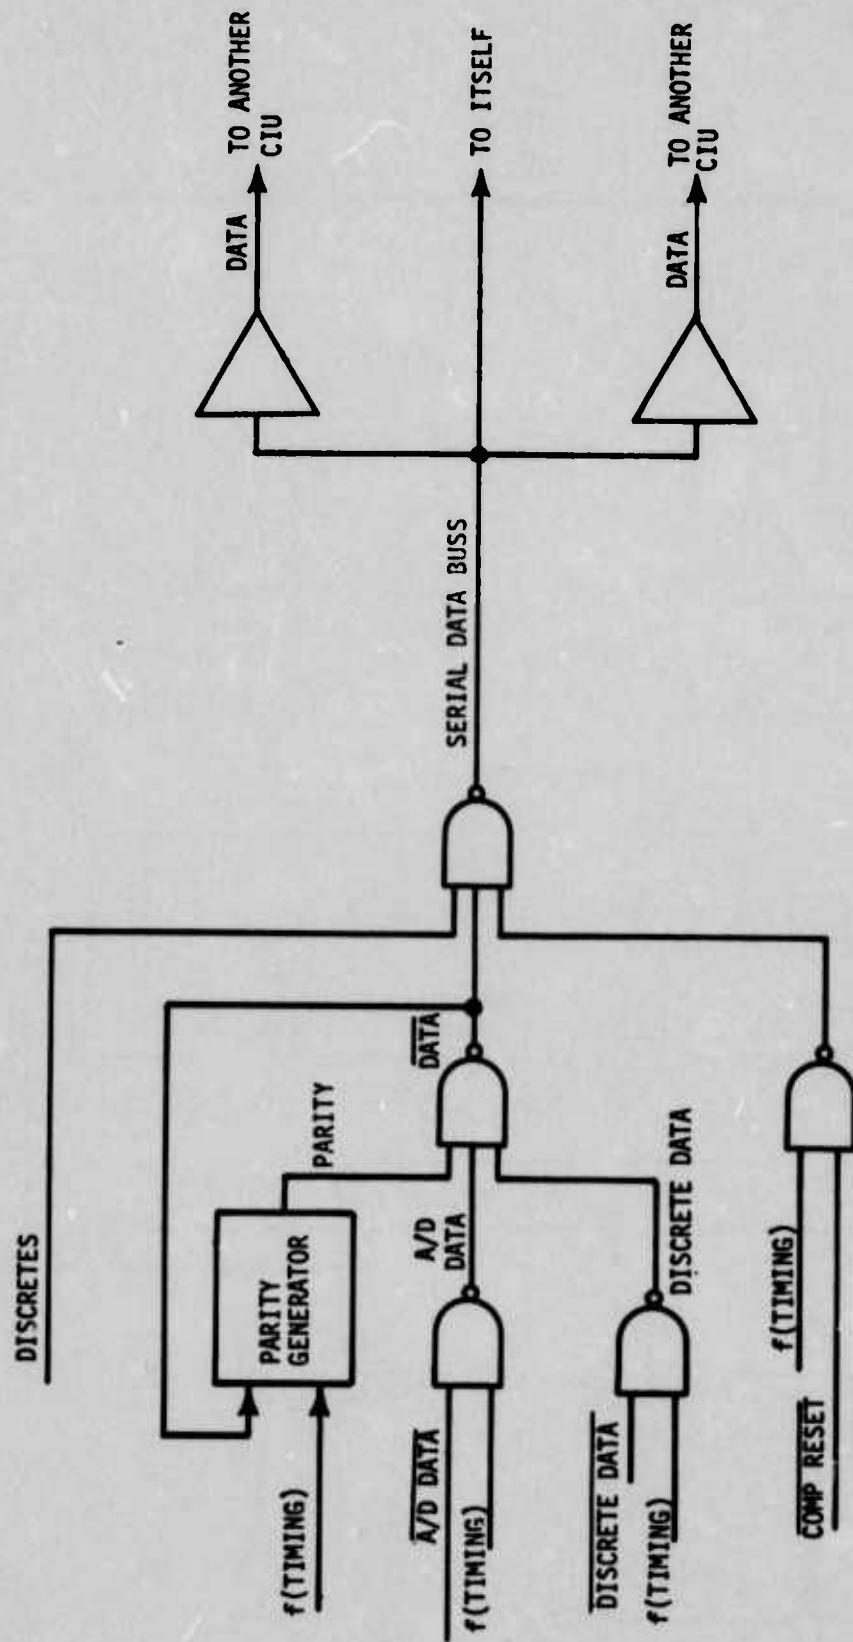 DISCRETES
f(TIMING)
PARITY
GENERATOR
PARITY
A/D DATA
f(TIMING)
A/D
DATA
DATA
DISCRETE DATA
f(TIMING)
DISCRETE DATA
COMP RESET
f(TIMING)
SERIAL DATA BUSS
DATA
TO ANOTHER
CIU
TO ITSELF
DATA
TO ANOTHER
CIU